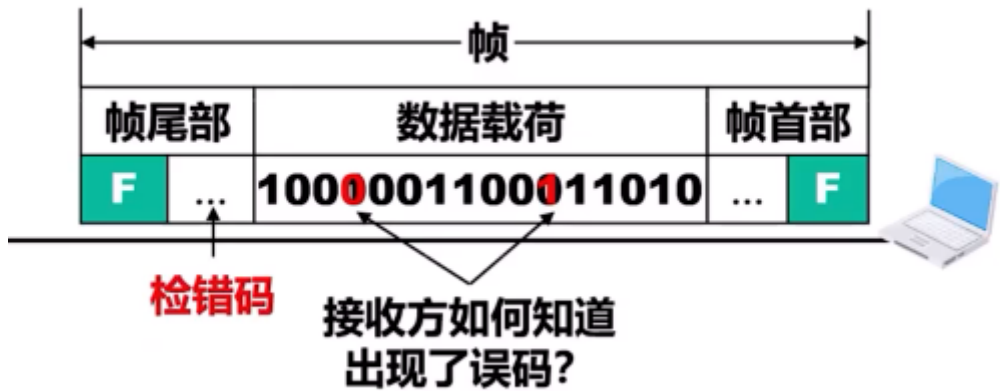 帧
帧尾部 数据载荷 帧首部
F ... 100000011000111010 ... F
检错码
接收方如何知道
出现了误码?